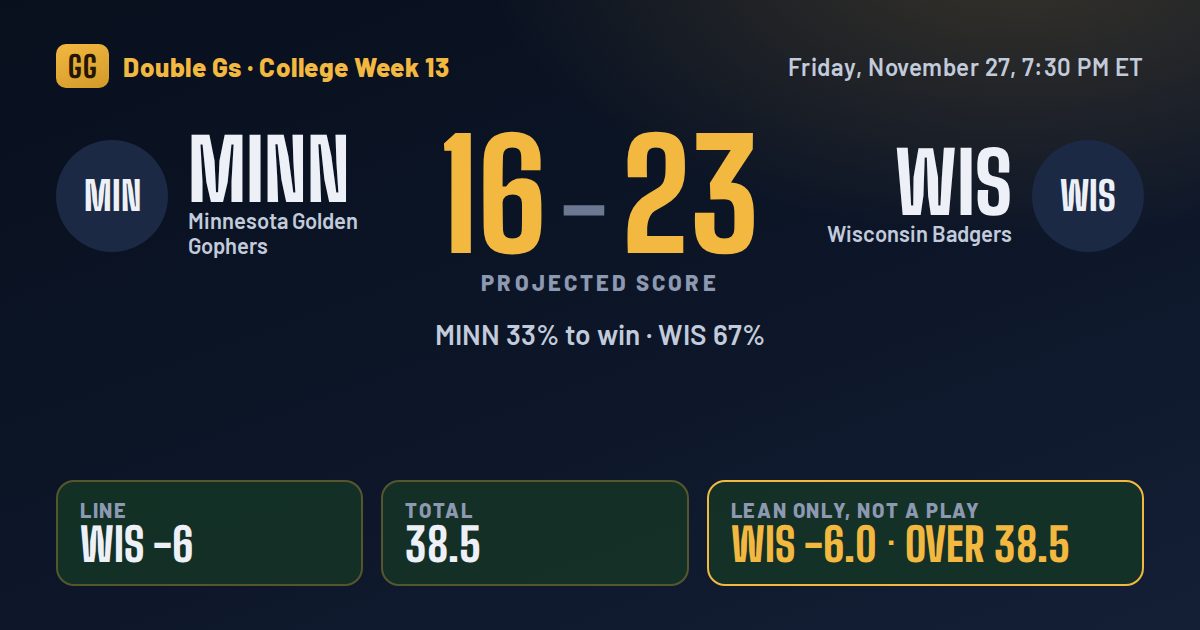 GG Double Gs · College Week 13
Friday, November 27, 7:30 PM ET
MIN
MINN
Minnesota Golden
Gophers
16 – 23
PROJECTED SCORE
MINN 33% to win · WIS 67%
WIS
Wisconsin Badgers
WIS
LINE
WIS −6
TOTAL
38.5
LEAN ONLY, NOT A PLAY
WIS −6.0 · OVER 38.5